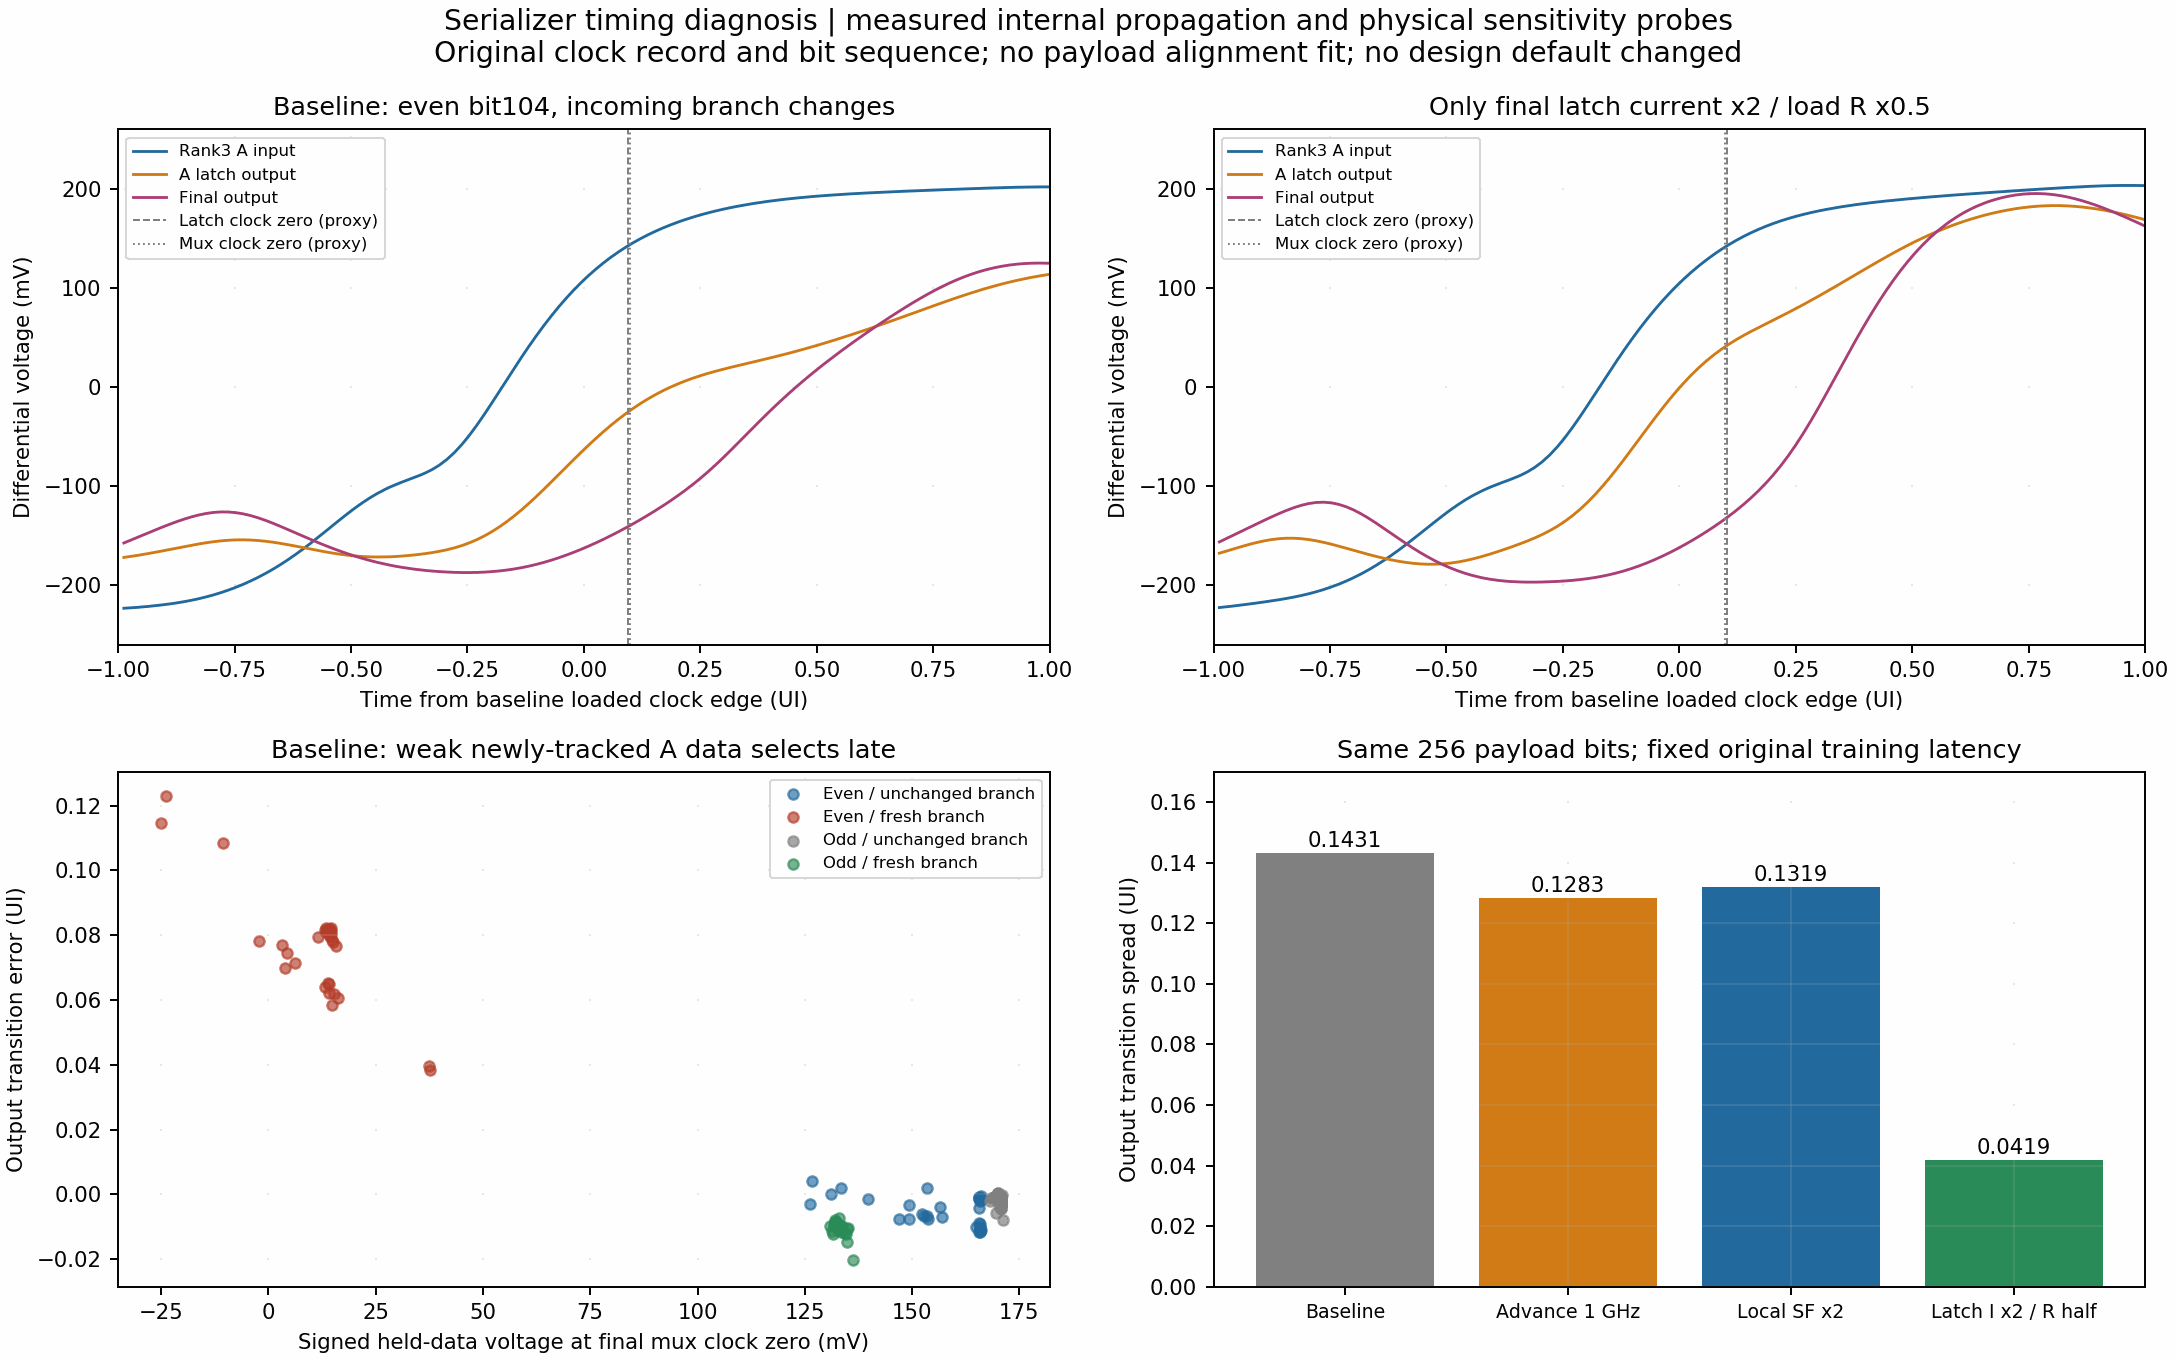 Serializer timing diagnosis | measured internal propagation and physical sensitivity probes
Original clock record and bit sequence; no payload alignment fit; no design default changed
Baseline: even bit104, incoming branch changes
Rank3 A input
A latch output
Final output
Latch clock zero (proxy)
Mux clock zero (proxy)
Differential voltage (mV)
200
100
0
−100
−200
−1.00 −0.75 −0.50 −0.25 0.00 0.25 0.50 0.75 1.00
Time from baseline loaded clock edge (UI)
Only final latch current x2 / load R x0.5
Rank3 A input
A latch output
Final output
Latch clock zero (proxy)
Mux clock zero (proxy)
Differential voltage (mV)
200
100
0
−100
−200
−1.00 −0.75 −0.50 −0.25 0.00 0.25 0.50 0.75 1.00
Time from baseline loaded clock edge (UI)
Baseline: weak newly-tracked A data selects late
Even / unchanged branch
Even / fresh branch
Odd / unchanged branch
Odd / fresh branch
Output transition error (UI)
0.12
0.10
0.08
0.06
0.04
0.02
0.00
−0.02
−25 0 25 50 75 100 125 150 175
Signed held-data voltage at final mux clock zero (mV)
Same 256 payload bits; fixed original training latency
Output transition spread (UI)
0.16
0.14
0.12
0.10
0.08
0.06
0.04
0.02
0.00
0.1431
0.1283
0.1319
0.0419
Baseline
Advance 1 GHz
Local SF x2
Latch I x2 / R half